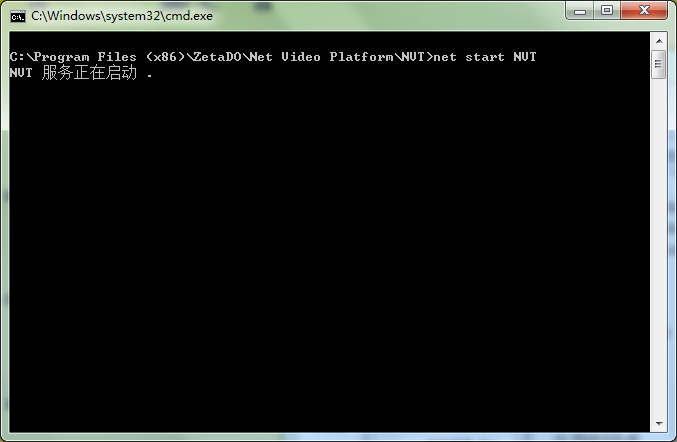 C:\Windows\system32\cmd.exe
C:\Program Files (x86)\ZetaDO\Net Video Platform\NVT>net start NVT
NVT 服务正在启动 .